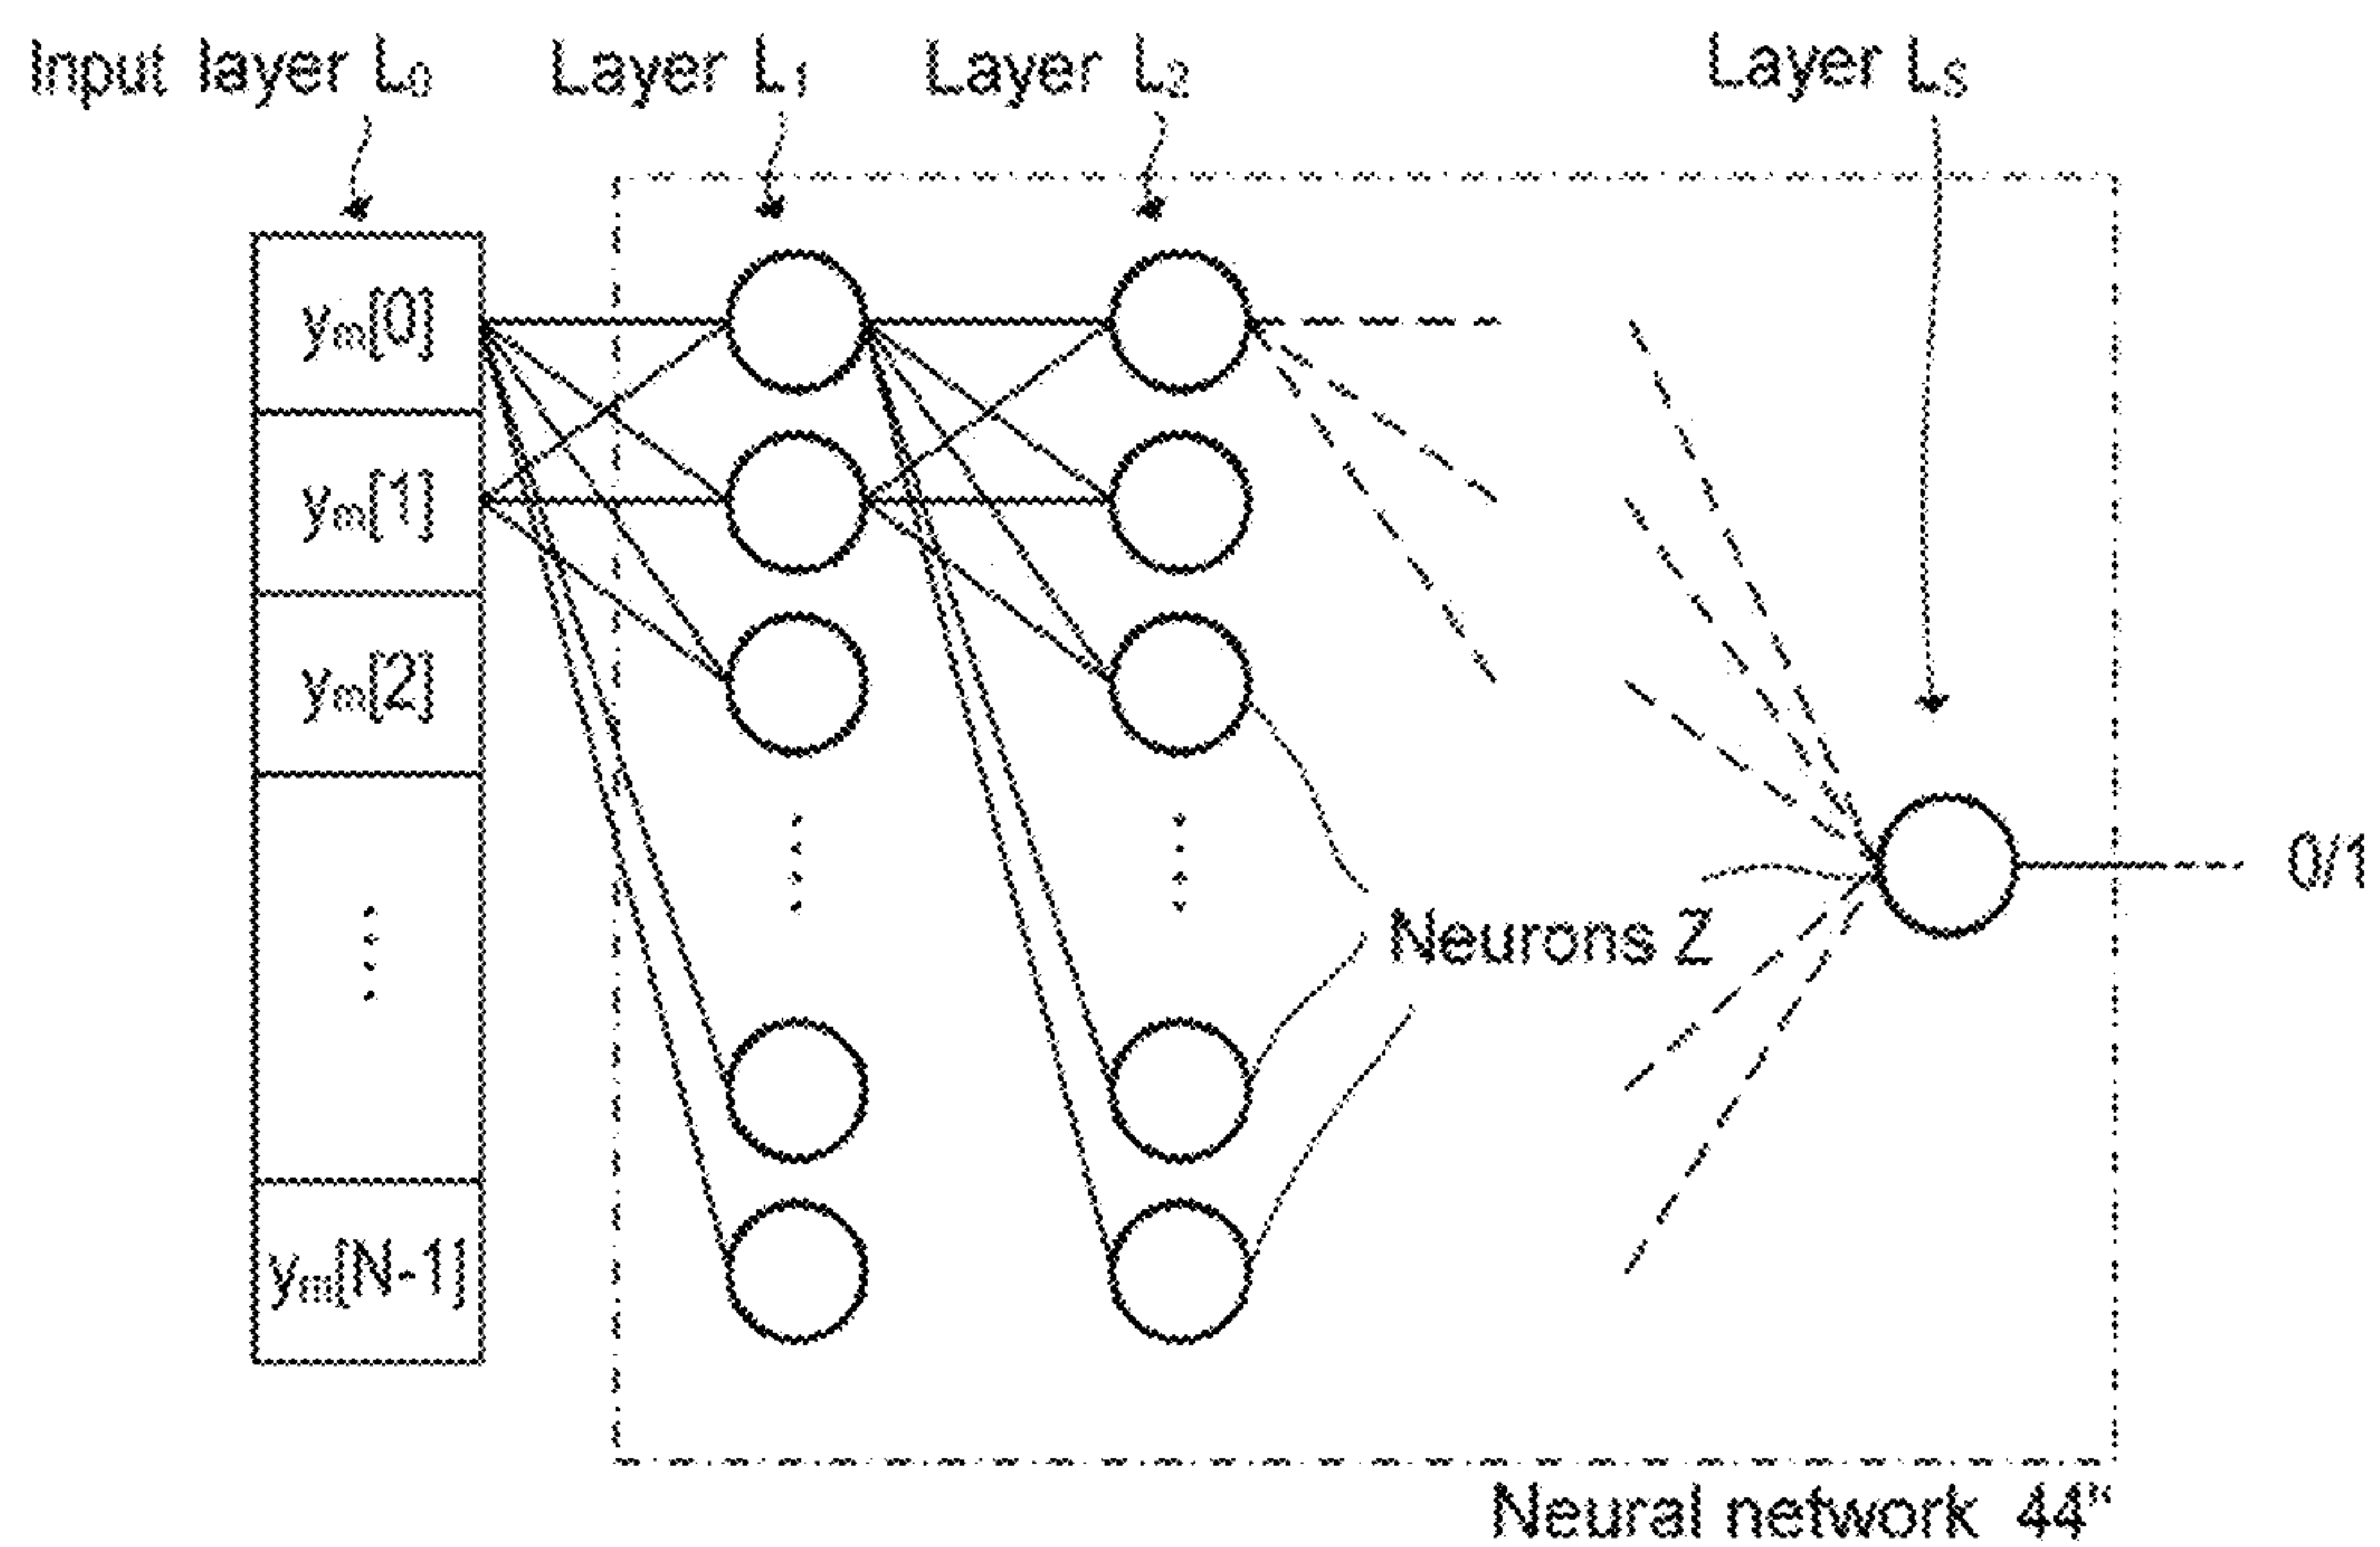 Input layer L₀
Layer L₁
Layer L₂
Layer Lₛ
yₘ[0]
yₘ[1]
yₘ[2]
yₘ[N-1]
Neurons Z
0/1
Neural network 44"